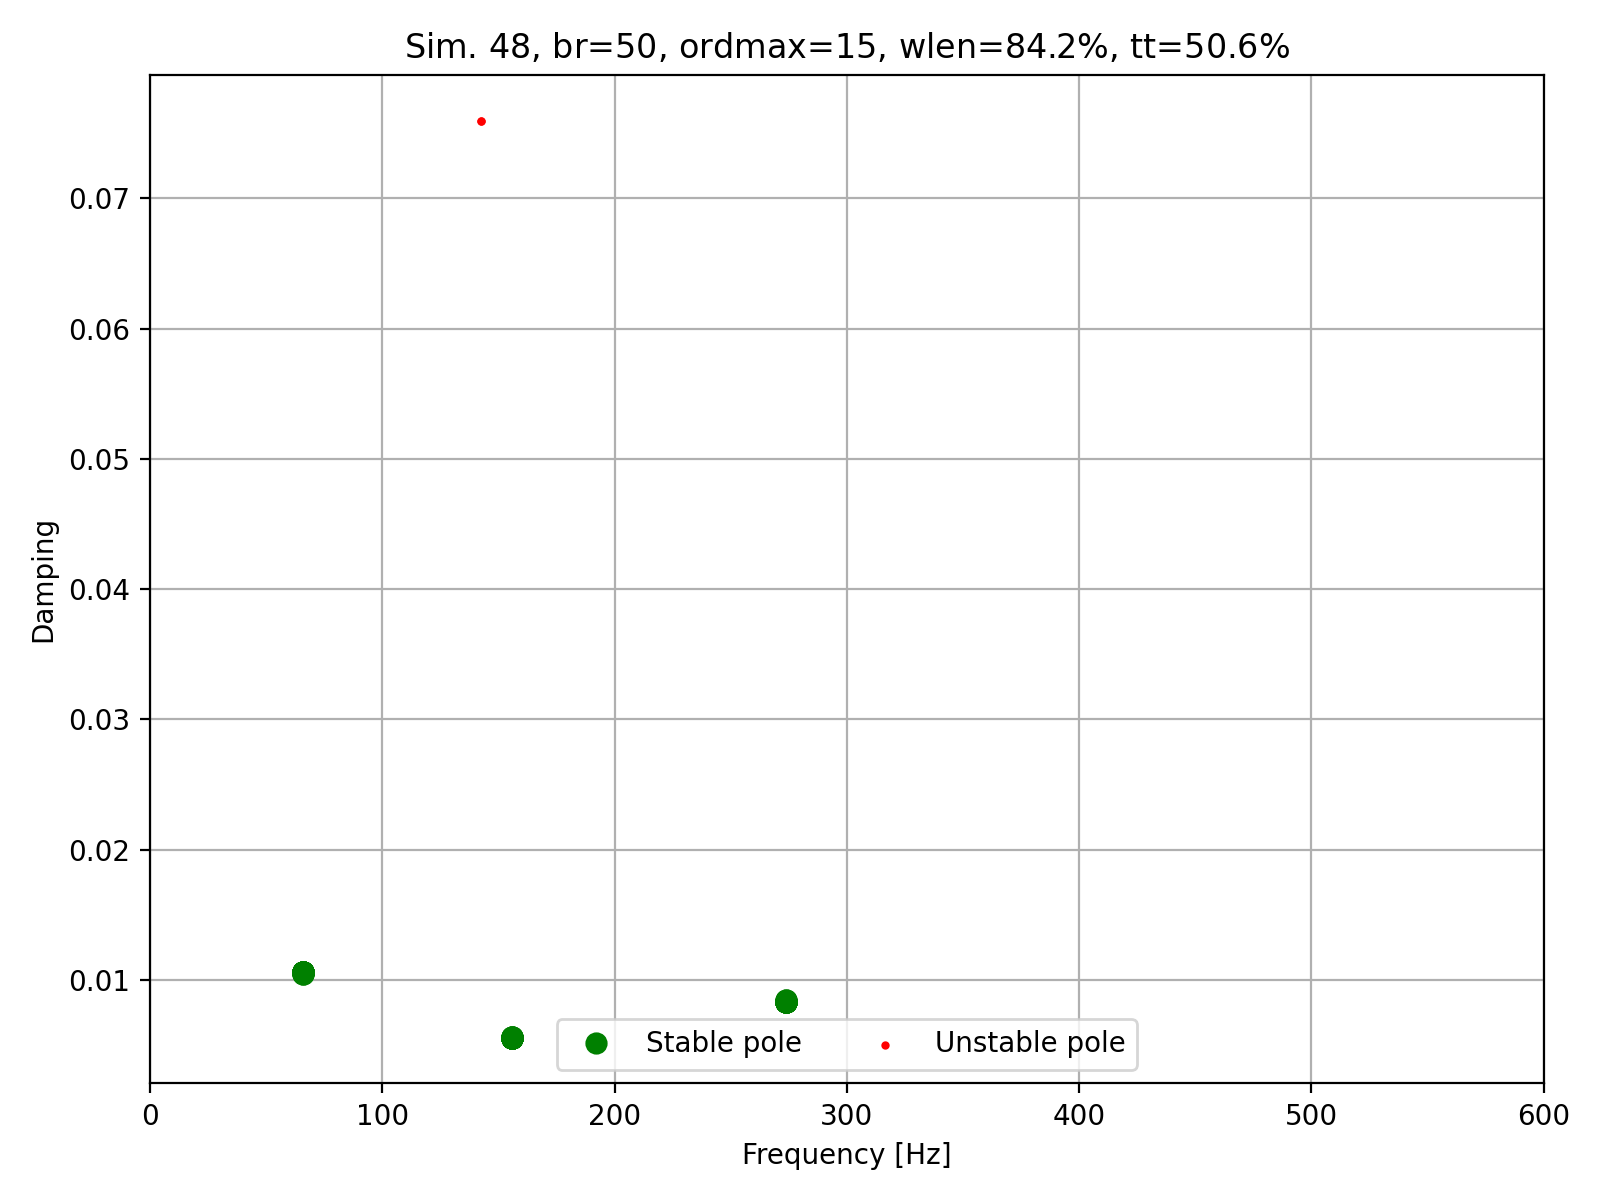 Sim. 48, br=50, ordmax=15, wlen=84.2%, tt=50.6%
0.07
0.06
0.05
0.04
0.03
0.02
0.01
Damping
Stable pole
Unstable pole
0 100 200 300 400 500 600
Frequency [Hz]